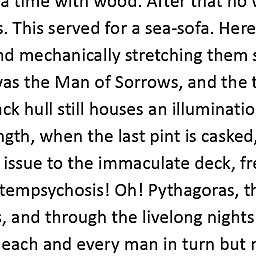 a time with wood. After that no
s. This served for a sea-sofa. Here
nd mechanically stretching them
was the Man of Sorrows, and the
ck hull still houses an illuminatio
ngth, when the last pint is casked,
issue to the immaculate deck, fr
tempsychosis! Oh! Pythagoras, th
s, and through the livelong nights
each and every man in turn but